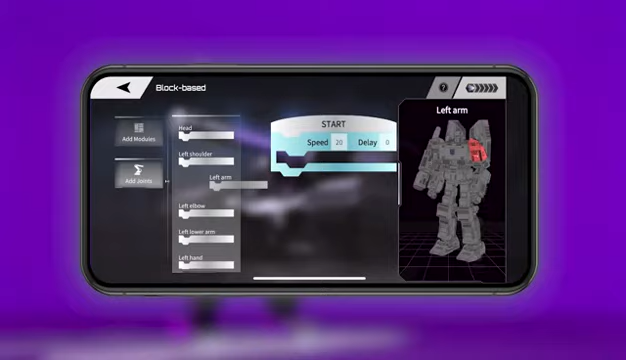 Block-based
?
Left arm
Add Modules
Add Joints
Head
Left shoulder
Left arm
Left elbow
Left lower arm
Left hand
START
Speed 20 Delay 0